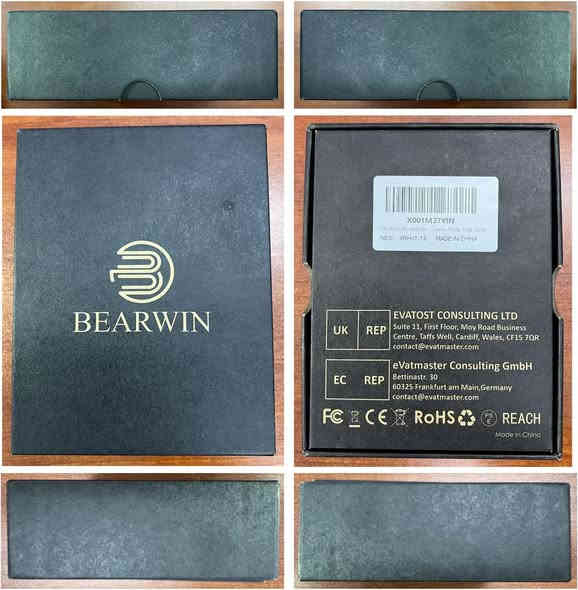 BEARWIN
X001M27YIN
MADE IN CHINA
UK REP
EVATOST CONSULTING LTD
Suite 11, First Floor, Moy Road Business
Centre, Taffs Well, Cardiff, Wales, CF15 7QR
contact@evatmaster.com
EC REP
eVatmaster Consulting GmbH
Bettinastr. 30
60325 Frankfurt am Main,Germany
contact@evatmaster.com
FC CE RoHS REACH
Made in China